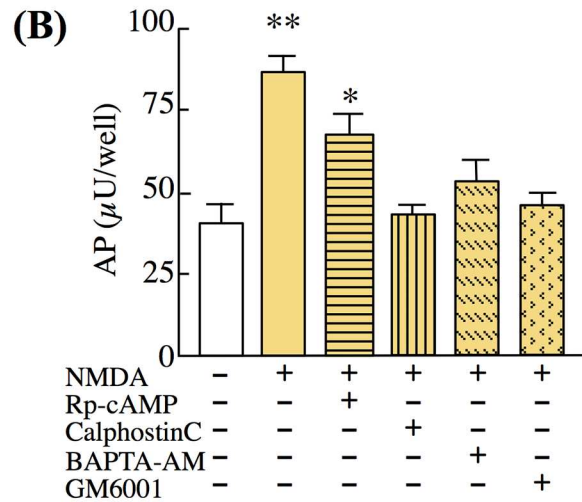 (B)
100
**
75
*
50
25
0
AP (µU/well)
NMDA – + + + + +
Rp-cAMP – – + – – –
CalphostinC – – – + – –
BAPTA-AM – – – – + –
GM6001 – – – – – +